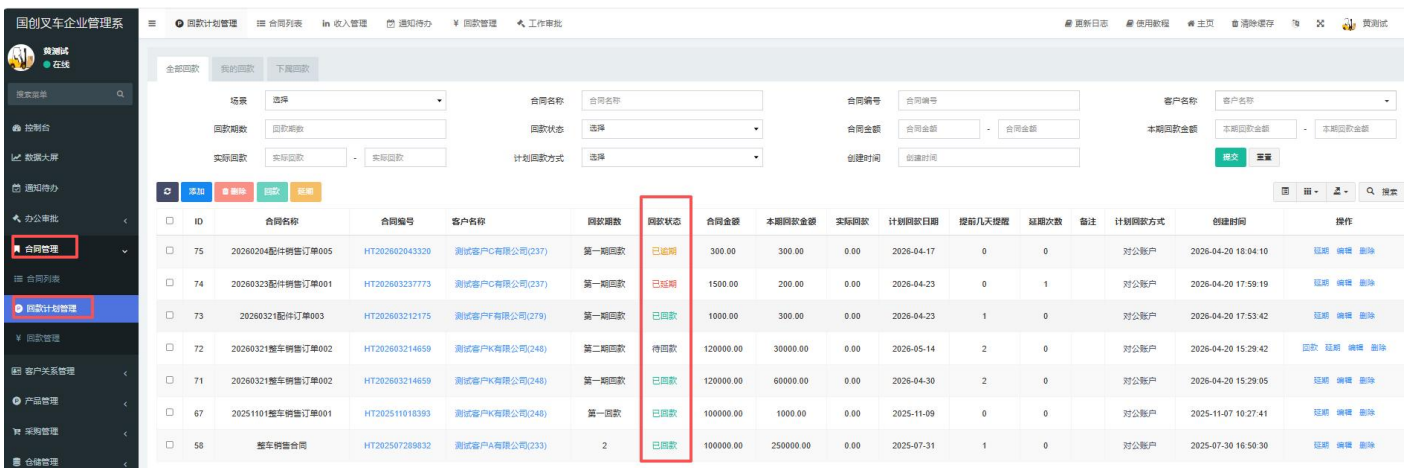 国创叉车企业管理系
回款计划管理 合同列表 in 收入管理 通知待办 ¥ 回款管理 工作审批
更新日志 使用教程 主页 清除缓存 黄测试
黄测试
在线
搜索菜单
控制台
数据大屏
通知待办
办公审批
合同管理
合同列表
回款计划管理
¥ 回款管理
客户关系管理
产品管理
采购管理
仓储管理
全部回款 我的回款 下属回款
场景 选择 合同名称 合同名称 合同编号 合同编号 客户名称 客户名称
回款期数 回款期数 回款状态 选择 合同金额 合同金额 - 合同金额 本期回款金额 本期回款金额 - 本期回款金额
实际回款 实际回款 - 实际回款 计划回款方式 选择 创建时间 创建时间 提交 重置
添加 删除 回款 延期 搜索
ID 合同名称 合同编号 客户名称 回款期数 回款状态 合同金额 本期回款金额 实际回款 计划回款日期 提前几天提醒 延期次数 备注 计划回款方式 创建时间 操作
75 20260204配件销售订单005 HT202602043320 测试客户C有限公司(237) 第一期回款 已逾期 300.00 300.00 0.00 2026-04-17 0 0 对公账户 2026-04-20 18:04:10 延期 编辑 删除
74 20260323配件销售订单001 HT202603237773 测试客户C有限公司(237) 第一期回款 已延期 1500.00 200.00 0.00 2026-04-23 0 1 对公账户 2026-04-20 17:59:19 延期 编辑 删除
73 20260321配件订单003 HT202603212175 测试客户F有限公司(279) 第一期回款 已回款 1000.00 300.00 0.00 2026-04-23 1 0 对公账户 2026-04-20 17:53:42 延期 编辑 删除
72 20260321整车销售订单002 HT202603214659 测试客户K有限公司(248) 第二期回款 待回款 120000.00 30000.00 0.00 2026-05-14 2 0 对公账户 2026-04-20 15:29:42 回款 延期 编辑 删除
71 20260321整车销售订单002 HT202603214659 测试客户K有限公司(248) 第一期回款 已回款 120000.00 60000.00 0.00 2026-04-30 2 0 对公账户 2026-04-20 15:29:05 延期 编辑 删除
67 20251101整车销售订单001 HT202511018393 测试客户K有限公司(248) 第一回款 已回款 100000.00 1000.00 0.00 2025-11-09 0 0 对公账户 2025-11-07 10:27:41 延期 编辑 删除
58 整车销售合同 HT202507289832 测试客户A有限公司(233) 2 已回款 100000.00 250000.00 0.00 2025-07-31 1 0 对公账户 2025-07-30 16:50:30 延期 编辑 删除